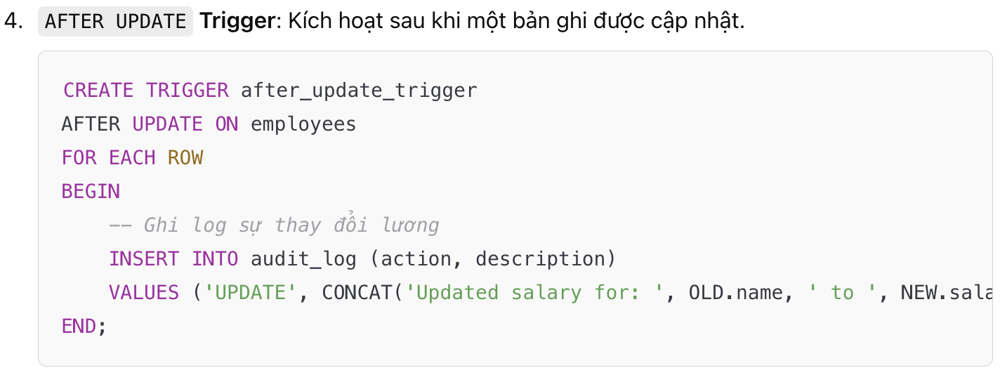 4. AFTER UPDATE Trigger: Kích hoạt sau khi một bản ghi được cập nhật.
CREATE TRIGGER after_update_trigger
AFTER UPDATE ON employees
FOR EACH ROW
BEGIN
-- Ghi log sự thay đổi lương
INSERT INTO audit_log (action, description)
VALUES ('UPDATE', CONCAT('Updated salary for: ', OLD.name, ' to ', NEW.sala
END;